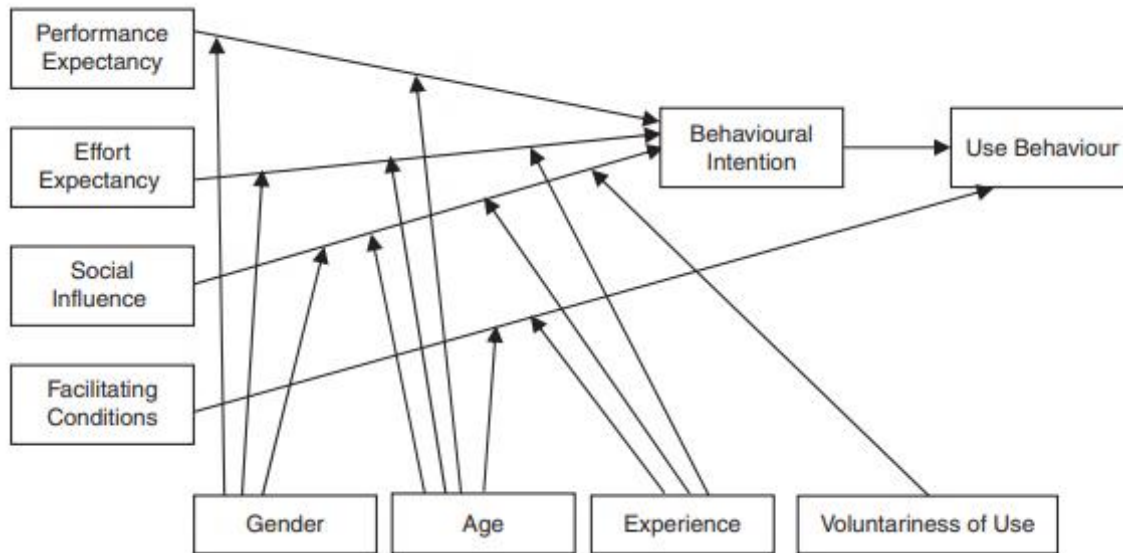 Performance
Expectancy
Effort
Expectancy
Social
Influence
Facilitating
Conditions
Behavioural
Intention
Use Behaviour
Gender
Age
Experience
Voluntariness of Use